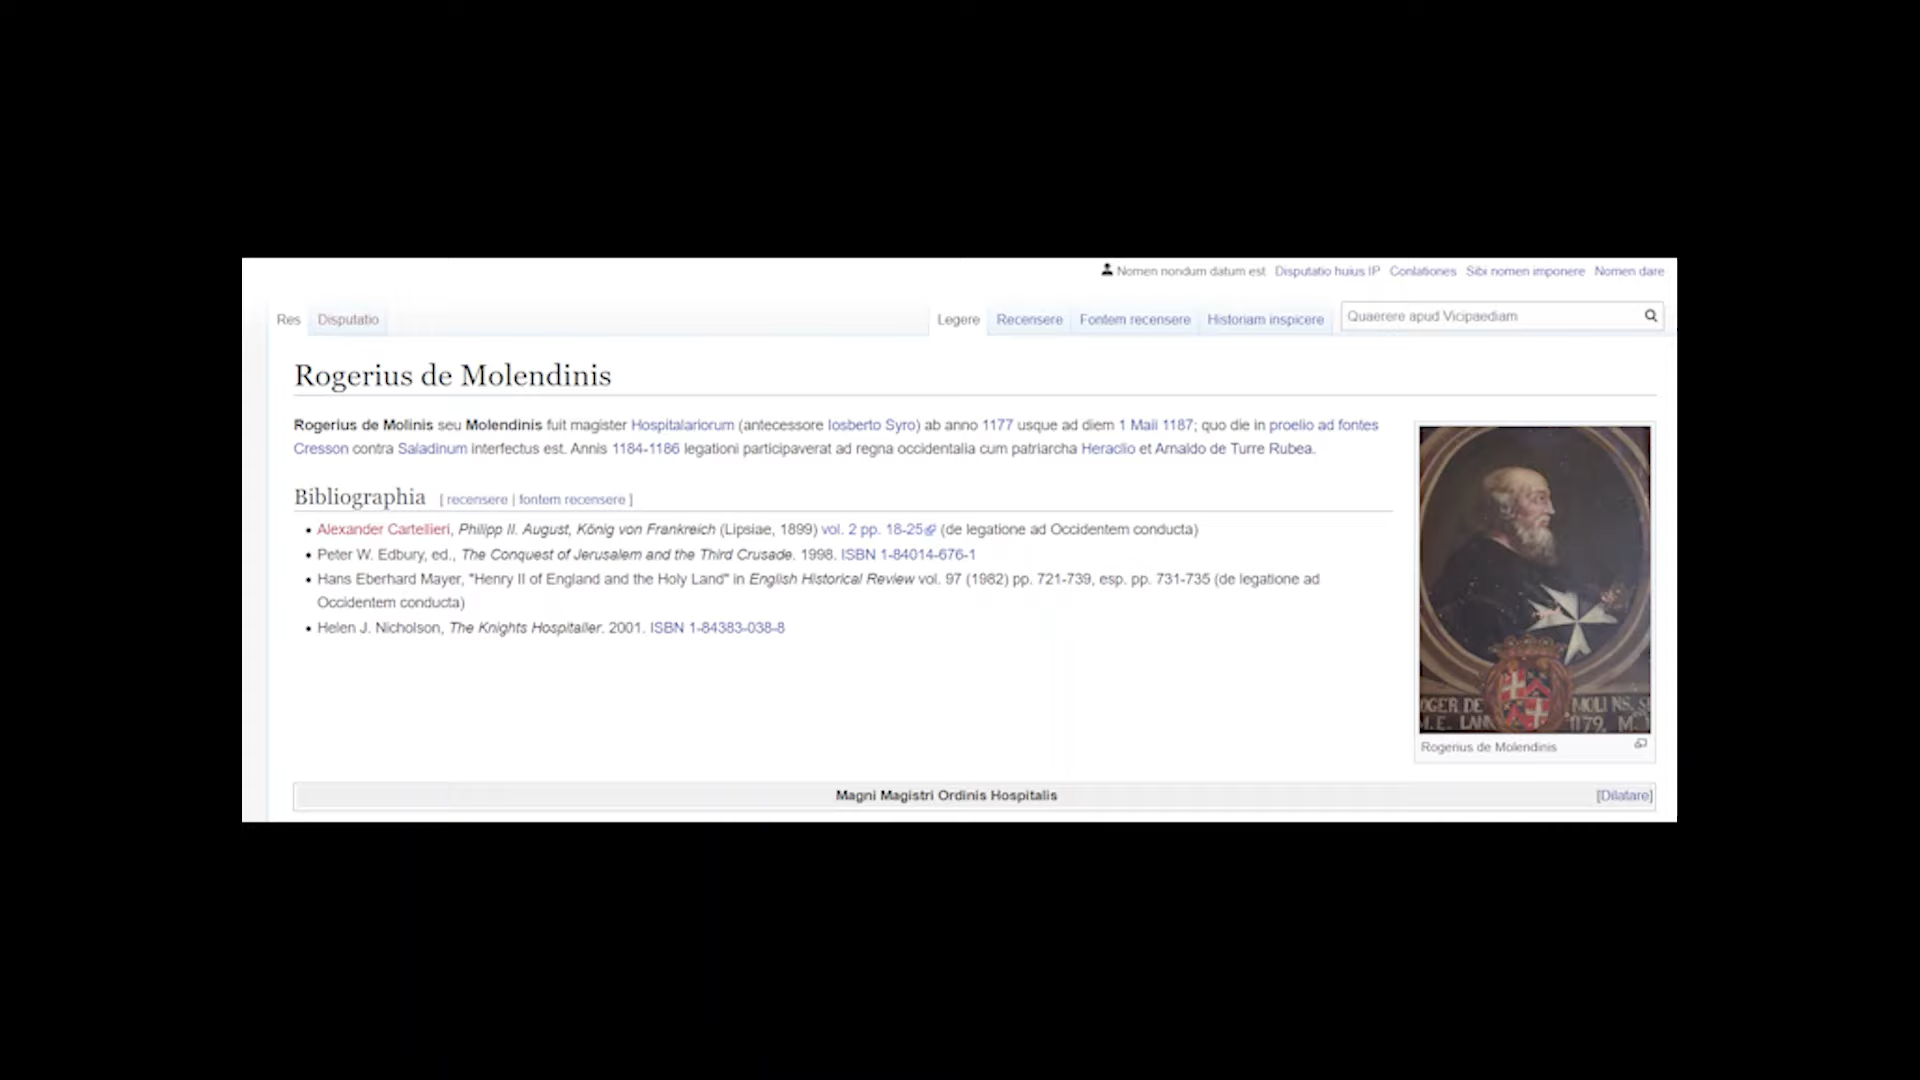 Nomen nondum datum est Disputatio huius IP Conlationes Sibi nomen imponere Nomen dare
Res Disputatio Legere Recensere Fontem recensere Historiam inspicere Quaerere apud Vicipaediam
Rogerius de Molendinis
Rogerius de Molinis seu Molendinis fuit magister Hospitalariorum (antecessore Iosberto Syro) ab anno 1177 usque ad diem 1 Maii 1187; quo die in proelio ad fontes
Cresson contra Saladinum interfectus est. Annis 1184-1186 legationi participaverat ad regna occidentalia cum patriarcha Heraclio et Arnaldo de Turre Rubea.
Bibliographia [ recensere | fontem recensere ]
• Alexander Cartellieri, Philipp II. August, König von Frankreich (Lipsiae, 1899) vol. 2 pp. 18-25 (de legatione ad Occidentem conducta)
• Peter W. Edbury, ed., The Conquest of Jerusalem and the Third Crusade. 1998. ISBN 1-84014-676-1
• Hans Eberhard Mayer, "Henry II of England and the Holy Land" in English Historical Review vol. 97 (1982) pp. 721-739, esp. pp. 731-735 (de legatione ad
Occidentem conducta)
• Helen J. Nicholson, The Knights Hospitaller. 2001. ISBN 1-84383-038-8
OGER DE MOLINS. S
M.E. LAN 1179. M.
Rogerius de Molendinis
Magni Magistri Ordinis Hospitalis [Dilatare]